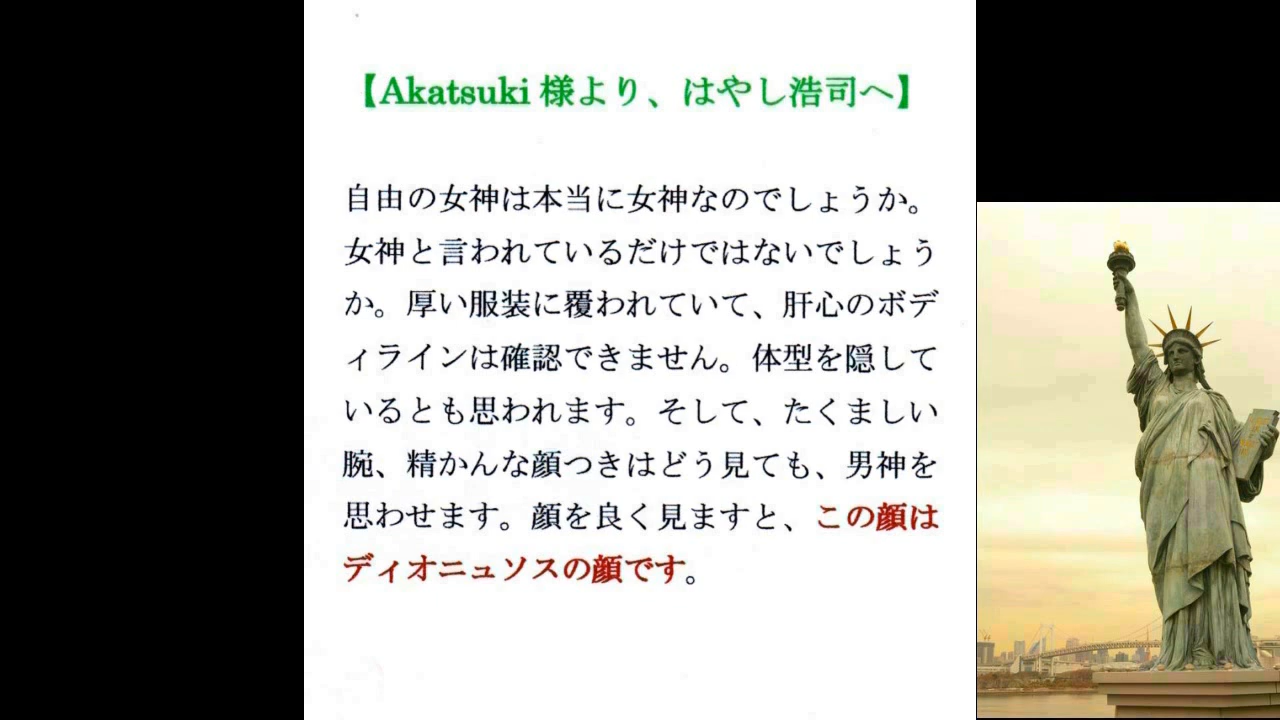 【Akatsuki 様より、はやし浩司へ】
自由の女神は本当に女神なのでしょうか。
女神と言われているだけではないでしょう
か。厚い服装に覆われていて、肝心のボデ
ィラインは確認できません。体型を隠して
いるとも思われます。そして、たくましい
腕、精かんな顔つきはどう見ても、男神を
思わせます。顔を良く見ますと、この顔は
ディオニュソスの顔です。